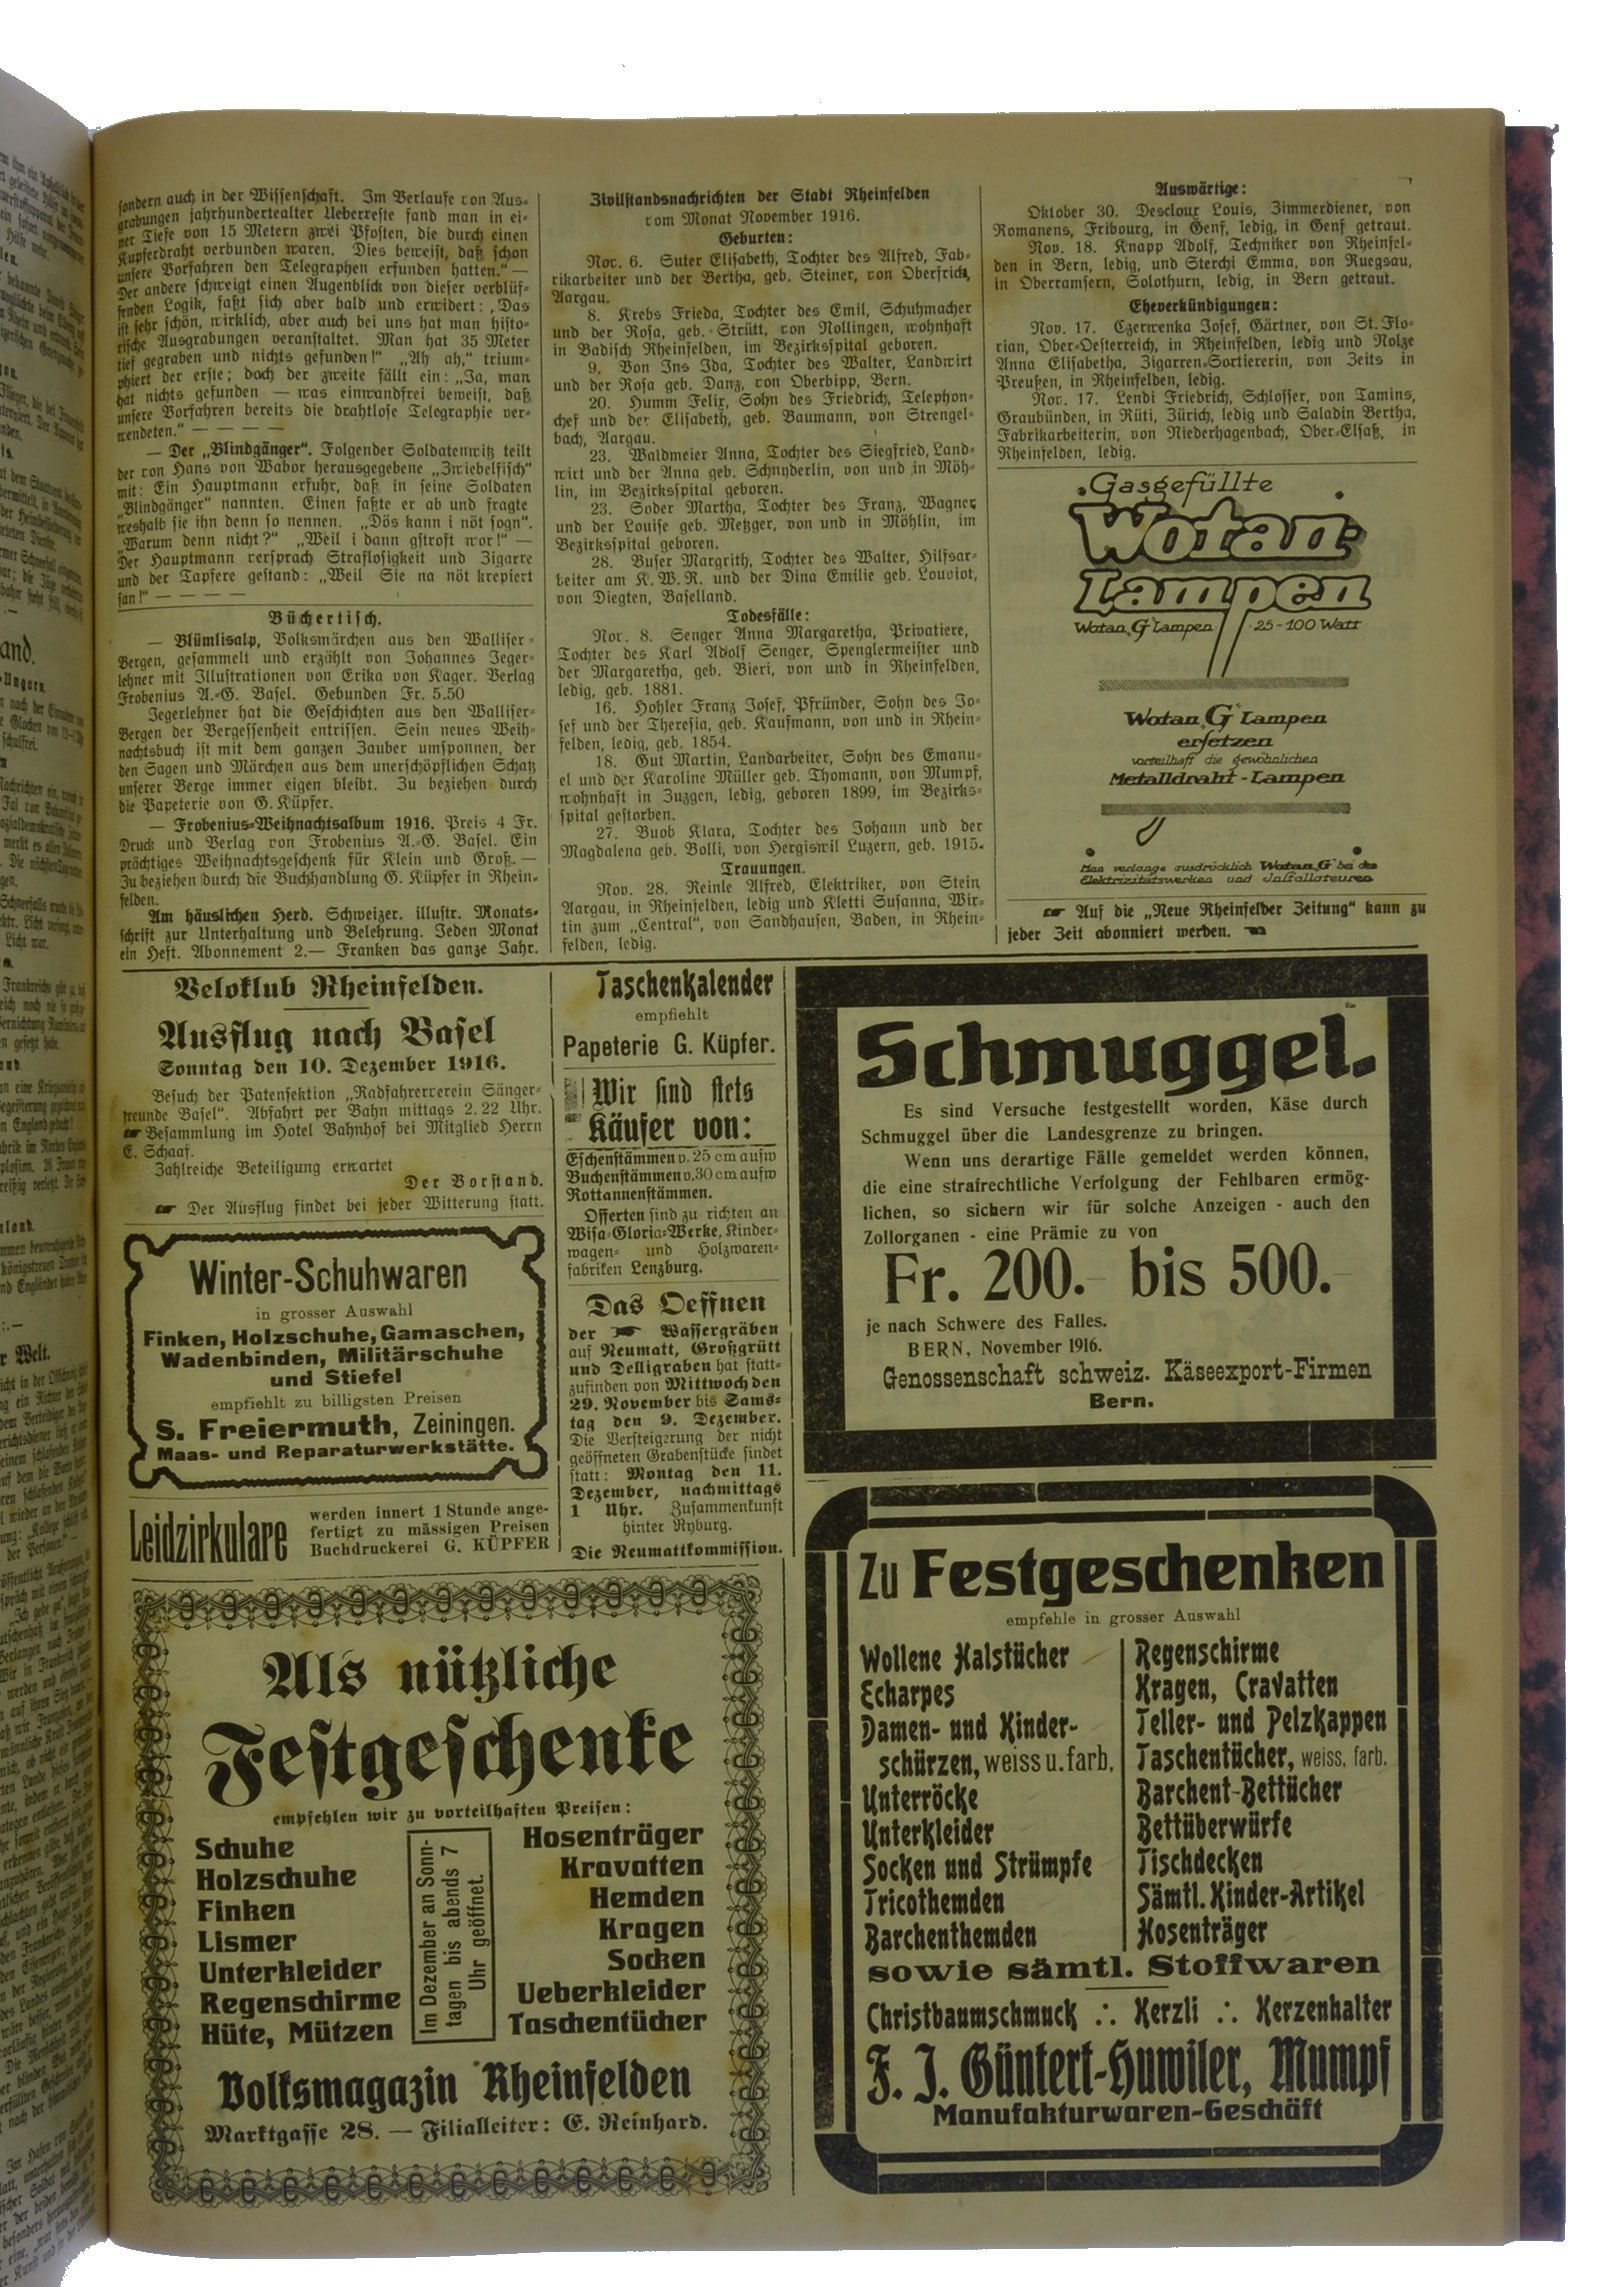 sondern auch in der Wissenschaft. Im Verlaufe von Aus-
grabungen jahrhundertealter Ueberreste fand man in ei-
ner Tiefe von 15 Metern zwei Pfosten, die durch einen
Kupferdraht verbunden waren. Dies beweist, daß schon
unsere Vorfahren den Telegraphen erfunden hatten.“ —
Der andere schweigt einen Augenblick von dieser verblüf-
fenden Logik, faßt sich aber bald und erwidert: „Das
ist sehr schön, wirklich, aber auch bei uns hat man histo-
rische Ausgrabungen veranstaltet. Man hat 35 Meter
tief gegraben und nichts gefunden!“ „Ah ah,“ trium-
phiert der erste; doch der zweite fällt ein: „Ja, man
hat nichts gefunden — was einwandfrei beweist, daß
unsere Vorfahren bereits die drahtlose Telegraphie ver-
wendeten.“ — — — —
— Der „Blindgänger“. Folgender Soldatenwitz teilt
der von Hans von Wabor herausgegebene „Zwiebelfisch“
mit: Ein Hauptmann erfuhr, daß in seine Soldaten
„Blindgänger“ nannten. Einen faßte er ab und fragte
weshalb sie ihn denn so nennen. „Dös kann i nöt sogn“.
„Warum denn nicht?“ „Weil i dann gstroft wor!“ —
Der Hauptmann versprach Straflosigkeit und Zigarre
und der Tapfere gestand: „Weil Sie na nöt krepiert
san!“ — — — —
Büchertisch.
— Blümlisalp, Volksmärchen aus den Walliser-
Bergen, gesammelt und erzählt von Johannes Jeger-
lehner mit Illustrationen von Erika von Kager. Verlag
Frobenius A.-G. Basel. Gebunden Fr. 5.50
Jegerlehner hat die Geschichten aus den Walliser-
Bergen der Vergessenheit entrissen. Sein neues Weih-
nachtsbuch ist mit dem ganzen Zauber umsponnen, der
den Sagen und Märchen aus dem unerschöpflichen Schatz
unserer Berge immer eigen bleibt. Zu beziehen durch
die Papeterie von G. Küpfer.
— Frobenius-Weihnachtsalbum 1916. Preis 4 Fr.
Druck und Verlag von Frobenius A.-G. Basel. Ein
prächtiges Weihnachtsgeschenk für Klein und Groß. —
Zu beziehen durch die Buchhandlung G. Küpfer in Rhein-
felden.
Am häuslichen Herd. Schweizer. illustr. Monats-
schrift zur Unterhaltung und Belehrung. Jeden Monat
ein Heft. Abonnement 2.— Franken das ganze Jahr.
Zivilstandsnachrichten der Stadt Rheinfelden
vom Monat November 1916.
Geburten:
Nov. 6. Suter Elisabeth, Tochter des Alfred, Fab-
rikarbeiter und der Bertha, geb. Steiner, von Oberfrick,
Aargau.
8. Krebs Frieda, Tochter des Emil, Schuhmacher
und der Rosa, geb. Strütt, von Nollingen, wohnhaft
in Badisch Rheinfelden, im Bezirksspital geboren.
9. Von Ins Ida, Tochter des Walter, Landwirt
und der Rosa geb. Danz, von Oberbipp, Bern.
20. Humm Felix, Sohn des Friedrich, Telephon-
chef und der Elisabeth, geb. Baumann, von Strengel-
bach, Aargau.
23. Waldmeier Anna, Tochter des Siegfried, Land-
wirt und der Anna geb. Schnyderlin, von und in Möh-
lin, im Bezirksspital geboren.
23. Soder Martha, Tochter des Franz, Wagner
und der Louise geb. Metzger, von und in Möhlin, im
Bezirksspital geboren.
28. Buser Margrith, Tochter des Walter, Hilfsar-
beiter am K. W. R. und der Dina Emilie geb. Louviot,
von Diegten, Baselland.
Todesfälle:
Nov. 8. Senger Anna Margaretha, Privatiere,
Tochter des Karl Adolf Senger, Spenglermeister und
der Margaretha, geb. Bieri, von und in Rheinfelden,
ledig, geb. 1881.
16. Hohler Franz Josef, Pfründer, Sohn des Jo-
sef und der Theresia, geb. Kaufmann, von und in Rhein-
felden, ledig, geb. 1854.
18. Gut Martin, Landarbeiter, Sohn des Emanu-
el und der Karoline Müller geb. Thomann, von Mumpf,
wohnhaft in Zuzgen, ledig, geboren 1899, im Bezirks-
spital gestorben.
27. Buob Klara, Tochter des Johann und der
Magdalena geb. Bolli, von Hergiswil Luzern, geb. 1915.
Trauungen.
Nov. 28. Reinle Alfred, Elektriker, von Stein
Aargau, in Rheinfelden, ledig und Kletti Susanna, Wir-
tin zum „Central“, von Sandhausen, Baden, in Rhein-
felden, ledig.
Auswärtige:
Oktober 30. Desclour Louis, Zimmerdiener, von
Romanens, Fribourg, in Genf, ledig, in Genf getraut.
Nov. 18. Knapp Adolf, Techniker von Rheinfel-
den in Bern, ledig, und Sterchi Emma, von Ruegsau,
in Oberramsern, Solothurn, ledig, in Bern getraut.
Eheverkündigungen:
Nov. 17. Czerwenka Josef, Gärtner, von St. Flo-
rian, Ober-Oesterreich, in Rheinfelden, ledig und Nolze
Anna Elisabetha, Zigarren-Sortiererin, von Zeits in
Preußen, in Rheinfelden, ledig.
Nov. 17. Lendi Friedrich, Schlosser, von Tamins,
Graubünden, in Rüti, Zürich, ledig und Saladin Bertha,
Fabrikarbeiterin, von Niederhagenbach, Ober-Elsaß, in
Rheinfelden, ledig.
Gasgefüllte
Wotan-
Lampen
Wotan „G“ Lampen 25-100 Watt
Wotan „G“ Lampen
ersetzen
vorteilhaft die gewöhnlichen
Metalldraht-Lampen
Man verlange ausdrücklich Wotan „G“ bei den
Elektrizitätswerken und Installateuren
☞ Auf die „Neue Rheinfelder Zeitung“ kann zu
jeder Zeit abonniert werden. ☜
Veloklub Rheinfelden.
Ausflug nach Basel
Sonntag den 10. Dezember 1916.
Besuch der Patensektion „Radfahrerverein Sänger-
freunde Basel“. Abfahrt per Bahn mittags 2.22 Uhr.
☞ Besammlung im Hotel Bahnhof bei Mitglied Herrn
E. Schaaf.
Zahlreiche Beteiligung erwartet
Der Vorstand.
☞ Der Ausflug findet bei jeder Witterung statt.
Winter-Schuhwaren
in grosser Auswahl
Finken, Holzschuhe, Gamaschen,
Wadenbinden, Militärschuhe
und Stiefel
empfiehlt zu billigsten Preisen
S. Freiermuth, Zeiningen.
Maas- und Reparaturwerkstätte.
Leidzirkulare
werden innert 1 Stunde ange-
fertigt zu mässigen Preisen
Buchdruckerei G. KÜPFER
Taschenkalender
empfiehlt
Papeterie G. Küpfer.
Wir sind stets
Käufer von:
Eschenstämmen v. 25 cm aufw
Buchenstämmen v. 30 cm aufw
Rottannenstämmen.
Offerten sind zu richten an
Wisa-Gloria-Werke, Kinder-
wagen- und Holzwaren-
fabriken Lenzburg.
Das Oeffnen
der ☛ Wassergräben
auf Neumatt, Großgrütt
und Delligraben hat statt-
zufinden von Mittwoch den
29. November bis Sams-
tag den 9. Dezember.
Die Versteigerung der nicht
geöffneten Grabenstücke findet
statt: Montag den 11.
Dezember, nachmittags
1 Uhr. Zusammenkunft
hinter Ryburg.
Die Neumattkommission.
Schmuggel.
Es sind Versuche festgestellt worden, Käse durch
Schmuggel über die Landesgrenze zu bringen.
Wenn uns derartige Fälle gemeldet werden können,
die eine strafrechtliche Verfolgung der Fehlbaren ermög-
lichen, so sichern wir für solche Anzeigen - auch den
Zollorganen - eine Prämie zu von
Fr. 200.- bis 500.-
je nach Schwere des Falles.
BERN, November 1916.
Genossenschaft schweiz. Käseexport-Firmen
Bern.
Als nützliche
Festgeschenke
empfehlen wir zu vorteilhaften Preisen:
Schuhe
Holzschuhe
Finken
Lismer
Unterkleider
Regenschirme
Hüte, Mützen
Im Dezember an Sonn-
tagen bis abends 7
Uhr geöffnet.
Hosenträger
Kravatten
Hemden
Kragen
Socken
Ueberkleider
Taschentücher
Volksmagazin Rheinfelden
Marktgasse 28. — Filialleiter: E. Reinhard.
Zu Festgeschenken
empfehle in grosser Auswahl
Wollene Halstücher
Echarpes
Damen- und Kinder-
schürzen, weiss u. farb.
Unterröcke
Unterkleider
Socken und Strümpfe
Tricothemden
Barchenthemden
Regenschirme
Kragen, Cravatten
Teller- und Pelzkappen
Taschentücher, weiss, farb.
Barchent-Bettücher
Bettüberwürfe
Tischdecken
Sämtl. Kinder-Artikel
Hosenträger
sowie sämtl. Stoffwaren
Christbaumschmuck ∴ Kerzli ∴ Kerzenhalter
F. J. Güntert-Huwiler, Mumpf
Manufakturwaren-Geschäft